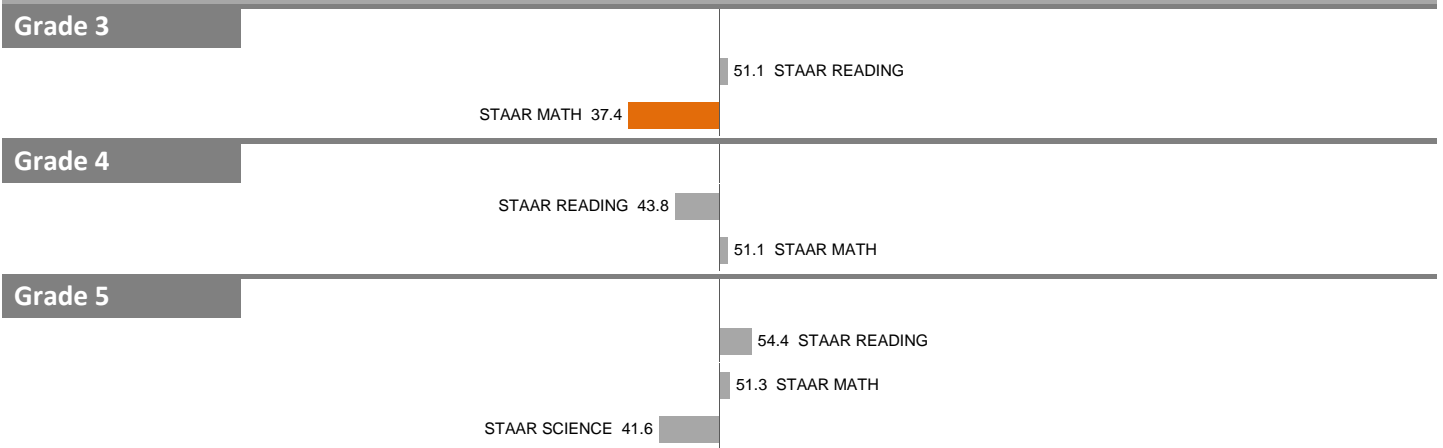 Grade 3
51.1 STAAR READING
STAAR MATH 37.4
Grade 4
STAAR READING 43.8
51.1 STAAR MATH
Grade 5
54.4 STAAR READING
51.3 STAAR MATH
STAAR SCIENCE 41.6